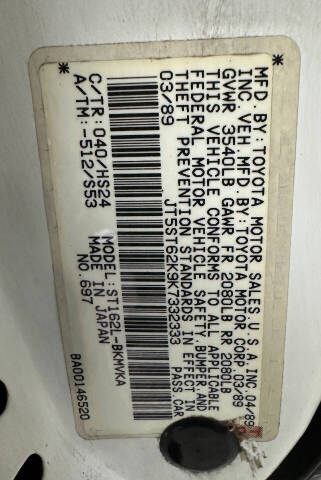 * MFD. BY: TOYOTA MOTOR SALES U.S.A. INC. 04/89
INC. VEH. MFD. BY: TOYOTA MOTOR CORP. 03/89
GVWR 3540LB GAWR FR 2080LB RR 2080LB
THIS VEHICLE CONFORMS TO ALL APPLICABLE
FEDERAL MOTOR VEHICLE SAFETY, BUMPER, AND
THEFT PREVENTION STANDARDS IN EFFECT
03/89 JT5ST62K9K7332333 PASS. CAR
C/TR: 040/HS24 MODEL: ST162L-BKMVKA
* A/TM: -512/S53 MADE IN JAPAN
NO. 697
BA00146520